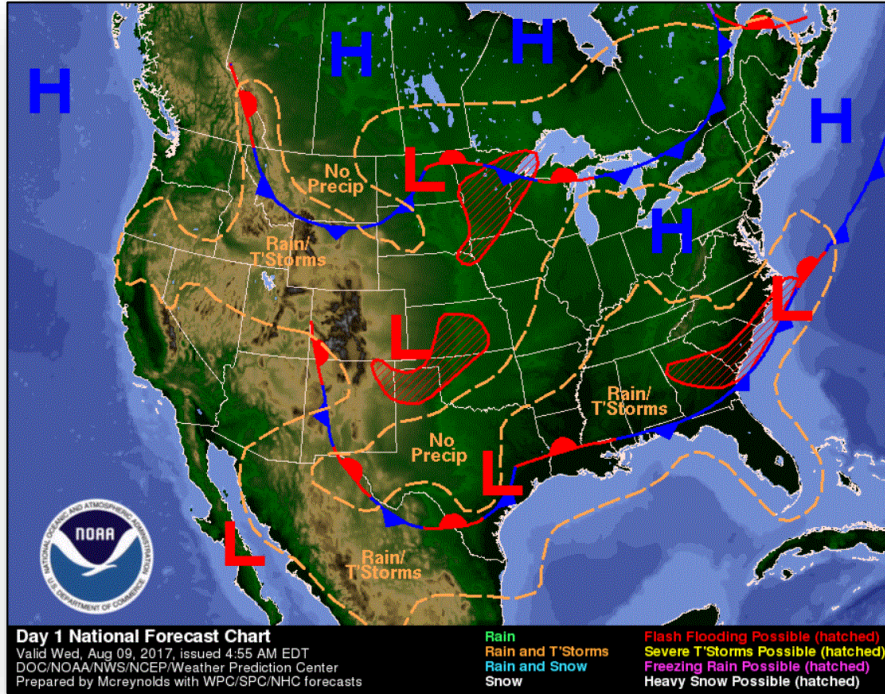 H
H
H
H
H
L
L
L
L
L
No
Precip
Rain/
T'Storms
Rain/
T'Storms
No
Precip
Rain/
T'Storms
NATIONAL OCEANIC AND ATMOSPHERIC ADMINISTRATION
NOAA
U.S. DEPARTMENT OF COMMERCE
Day 1 National Forecast Chart
Valid Wed, Aug 09, 2017, issued 4:55 AM EDT
DOC/NOAA/NWS/NCEP/Weather Prediction Center
Prepared by Mcreynolds with WPC/SPC/NHC forecasts
Rain
Rain and T'Storms
Rain and Snow
Snow
Flash Flooding Possible (hatched)
Severe T'Storms Possible (hatched)
Freezing Rain Possible (hatched)
Heavy Snow Possible (hatched)